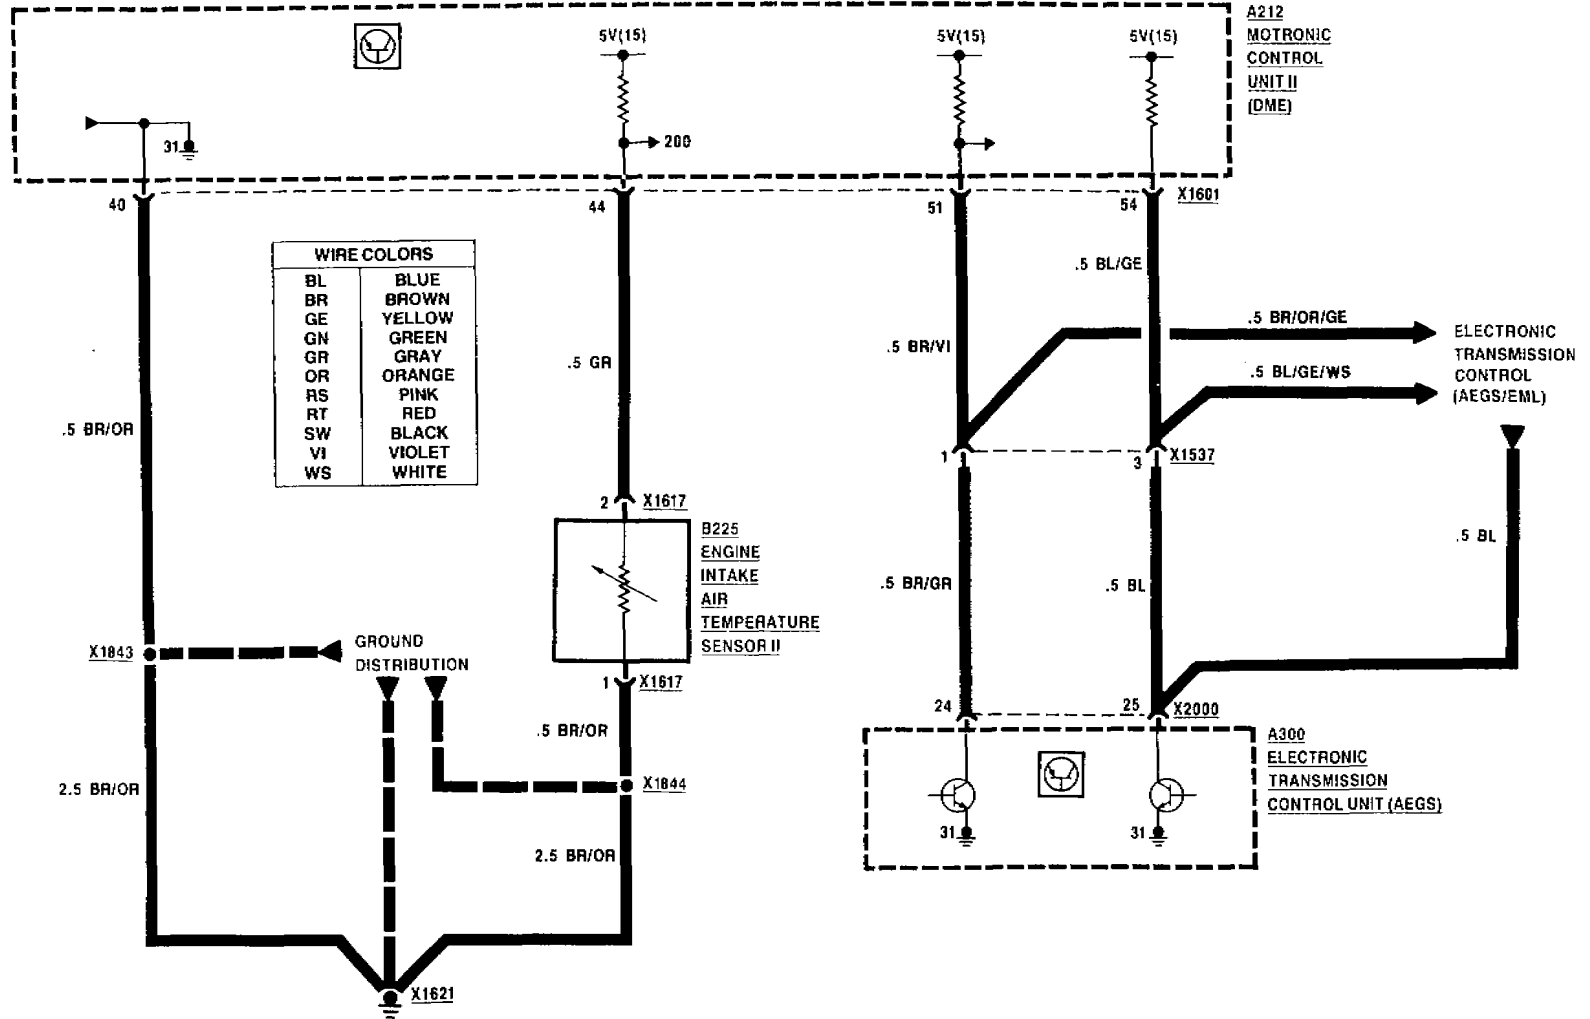 A212
MOTRONIC
CONTROL
UNIT II
(DME)
5V(15)
5V(15)
5V(15)
31
200
40
44
51
54
X1601
WIRE COLORS
BL BLUE
BR BROWN
GE YELLOW
GN GREEN
GR GRAY
OR ORANGE
RS PINK
RT RED
SW BLACK
VI VIOLET
WS WHITE
.5 BL/GE
.5 BR/OR/GE
.5 BR/VI
.5 GR
.5 BL/GE/WS
ELECTRONIC
TRANSMISSION
CONTROL
(AEGS/EML)
.5 BR/OR
1
3
X1537
2
X1617
B225
ENGINE
INTAKE
AIR
TEMPERATURE
SENSOR II
.5 BR/GR
.5 BL
.5 BL
X1843
GROUND
DISTRIBUTION
1
X1617
24
25
X2000
.5 BR/OR
2.5 BR/OR
X1844
A300
ELECTRONIC
TRANSMISSION
CONTROL UNIT (AEGS)
31
31
2.5 BR/OR
X1621